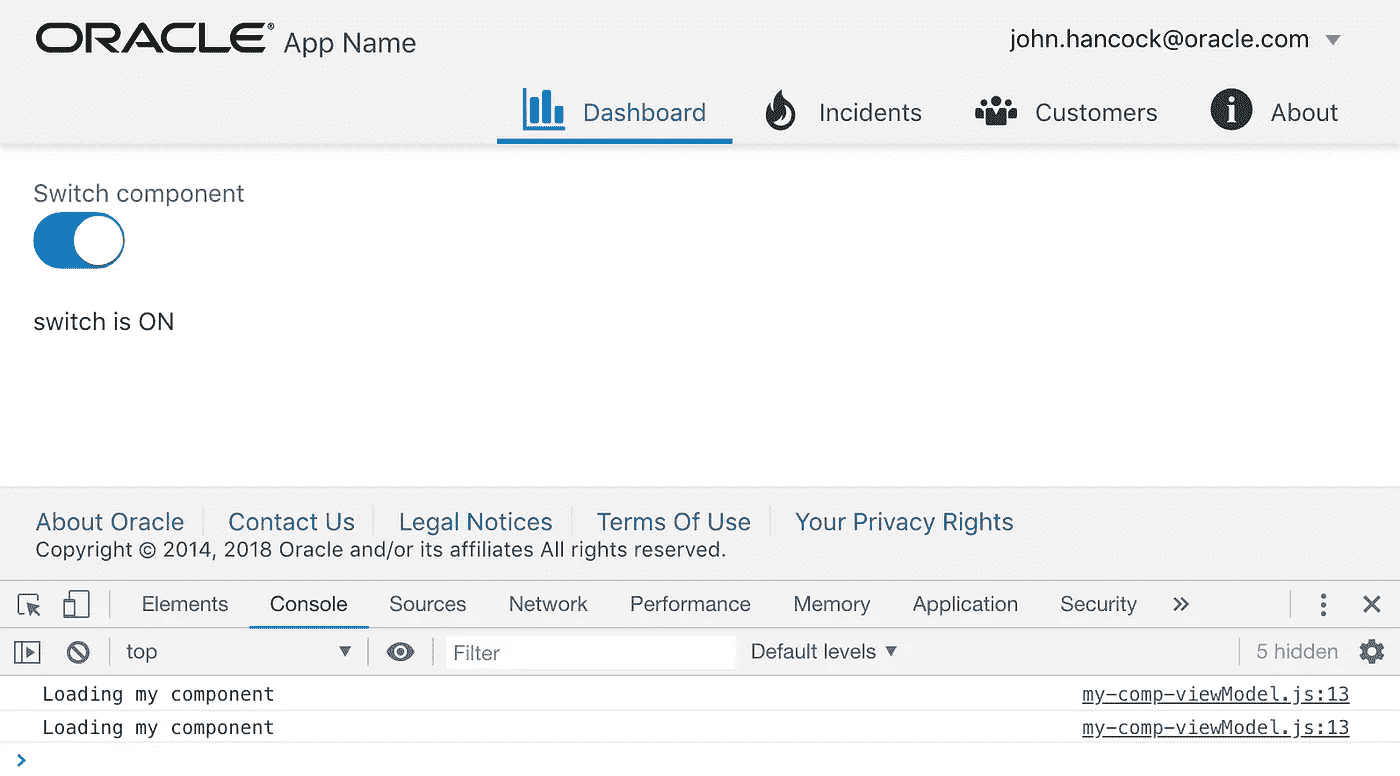 ORACLE® App Name
john.hancock@oracle.com
Dashboard Incidents Customers About
Switch component
switch is ON
About Oracle Contact Us Legal Notices Terms Of Use Your Privacy Rights
Copyright © 2014, 2018 Oracle and/or its affiliates All rights reserved.
Elements Console Sources Network Performance Memory Application Security
top Filter Default levels 5 hidden
Loading my component my-comp-viewModel.js:13
Loading my component my-comp-viewModel.js:13